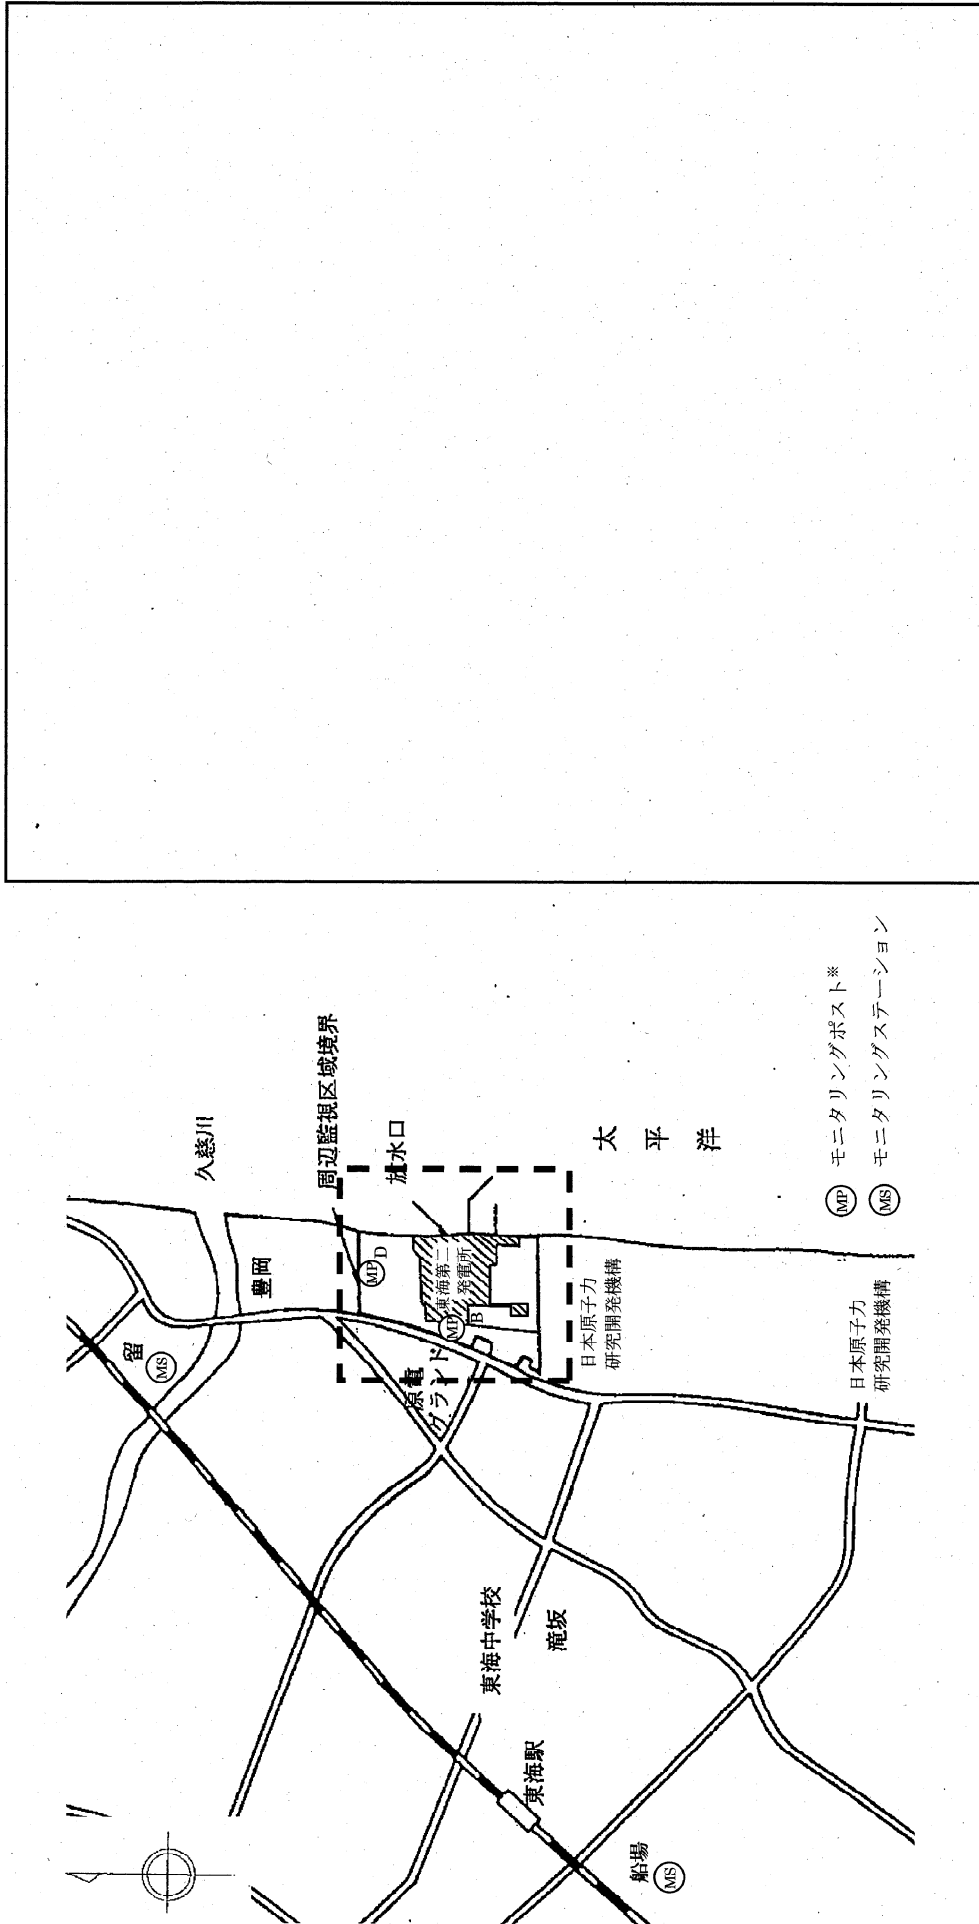 久慈川
周辺監視区域境界
放水口
豊岡
留
MS
MP
D
東海第二
発電所
MP
B
原電
グランド
日本原子力
研究開発機構
太平洋
日本原子力
研究開発機構
東海中学校
滝坂
東海駅
船場
MS
MP モニタリングポスト※
MS モニタリングステーション